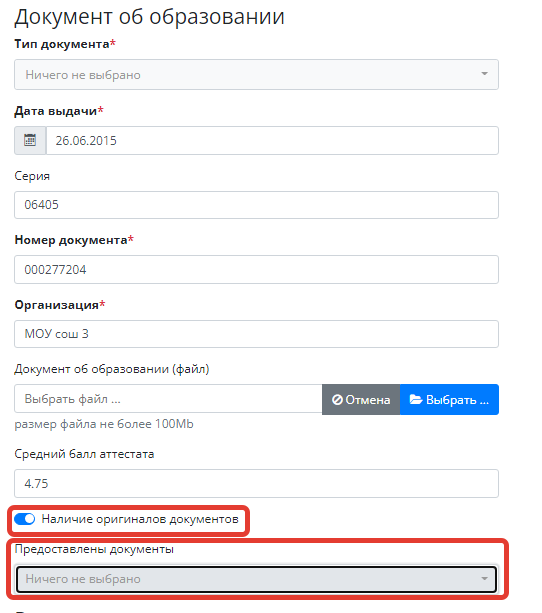 Документ об образовании
Тип документа*
Ничего не выбрано
Дата выдачи*
26.06.2015
Серия
06405
Номер документа*
000277204
Организация*
МОУ сош 3
Документ об образовании (файл)
Выбрать файл ...
Отмена
Выбрать ...
размер файла не более 100Mb
Средний балл аттестата
4.75
Наличие оригиналов документов
Предоставлены документы
Ничего не выбрано